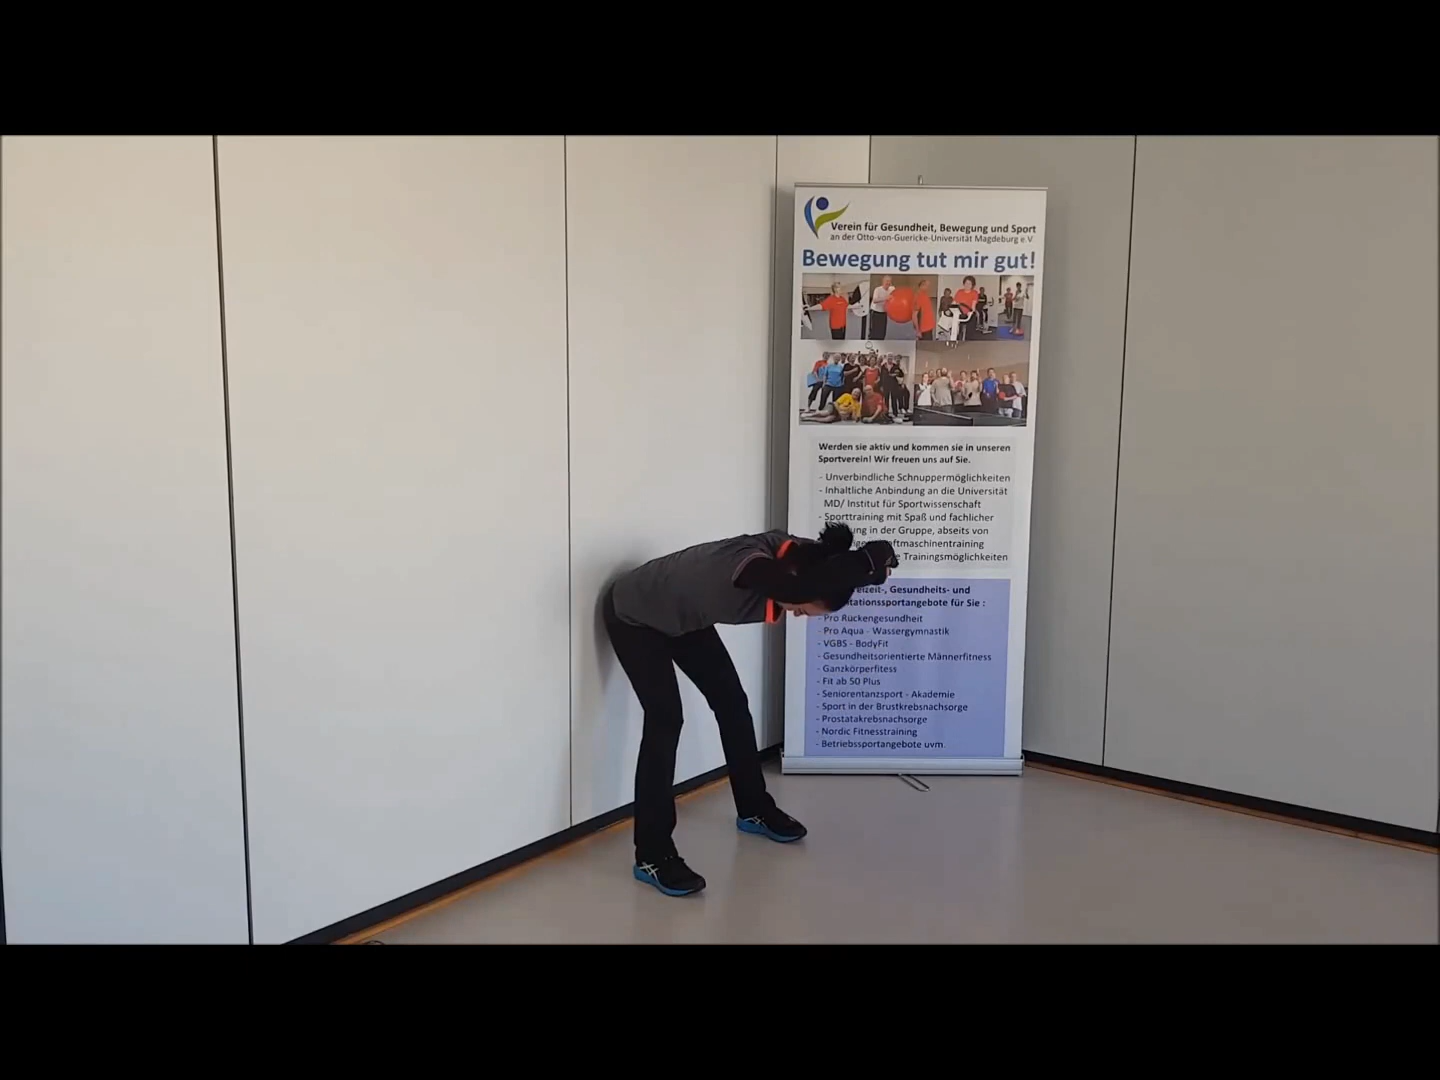 Verein für Gesundheit, Bewegung und Sport
an der Otto-von-Guericke-Universität Magdeburg e.V.
Bewegung tut mir gut!
Werden sie aktiv und kommen sie in unseren
Sportverein! Wir freuen uns auf Sie.
- Unverbindliche Schnuppermöglichkeiten
- Inhaltliche Anbindung an die Universität
MD/ Institut für Sportwissenschaft
- Sporttraining mit Spaß und fachlicher
in der Gruppe, abseits von
Trainingsmöglichkeiten
Gesundheits- und
für Sie :
- Pro Rückengesundheit
- Pro Aqua - Wassergymnastik
- VGBS - BodyFit
- Gesundheitsorientierte Männerfitness
- Ganzkörperfitess
- Fit ab 50 Plus
- Seniorentanzsport - Akademie
- Sport in der Brustkrebsnachsorge
- Prostatakrebsnachsorge
- Nordic Fitnesstraining
- Betriebssportangebote uvm.